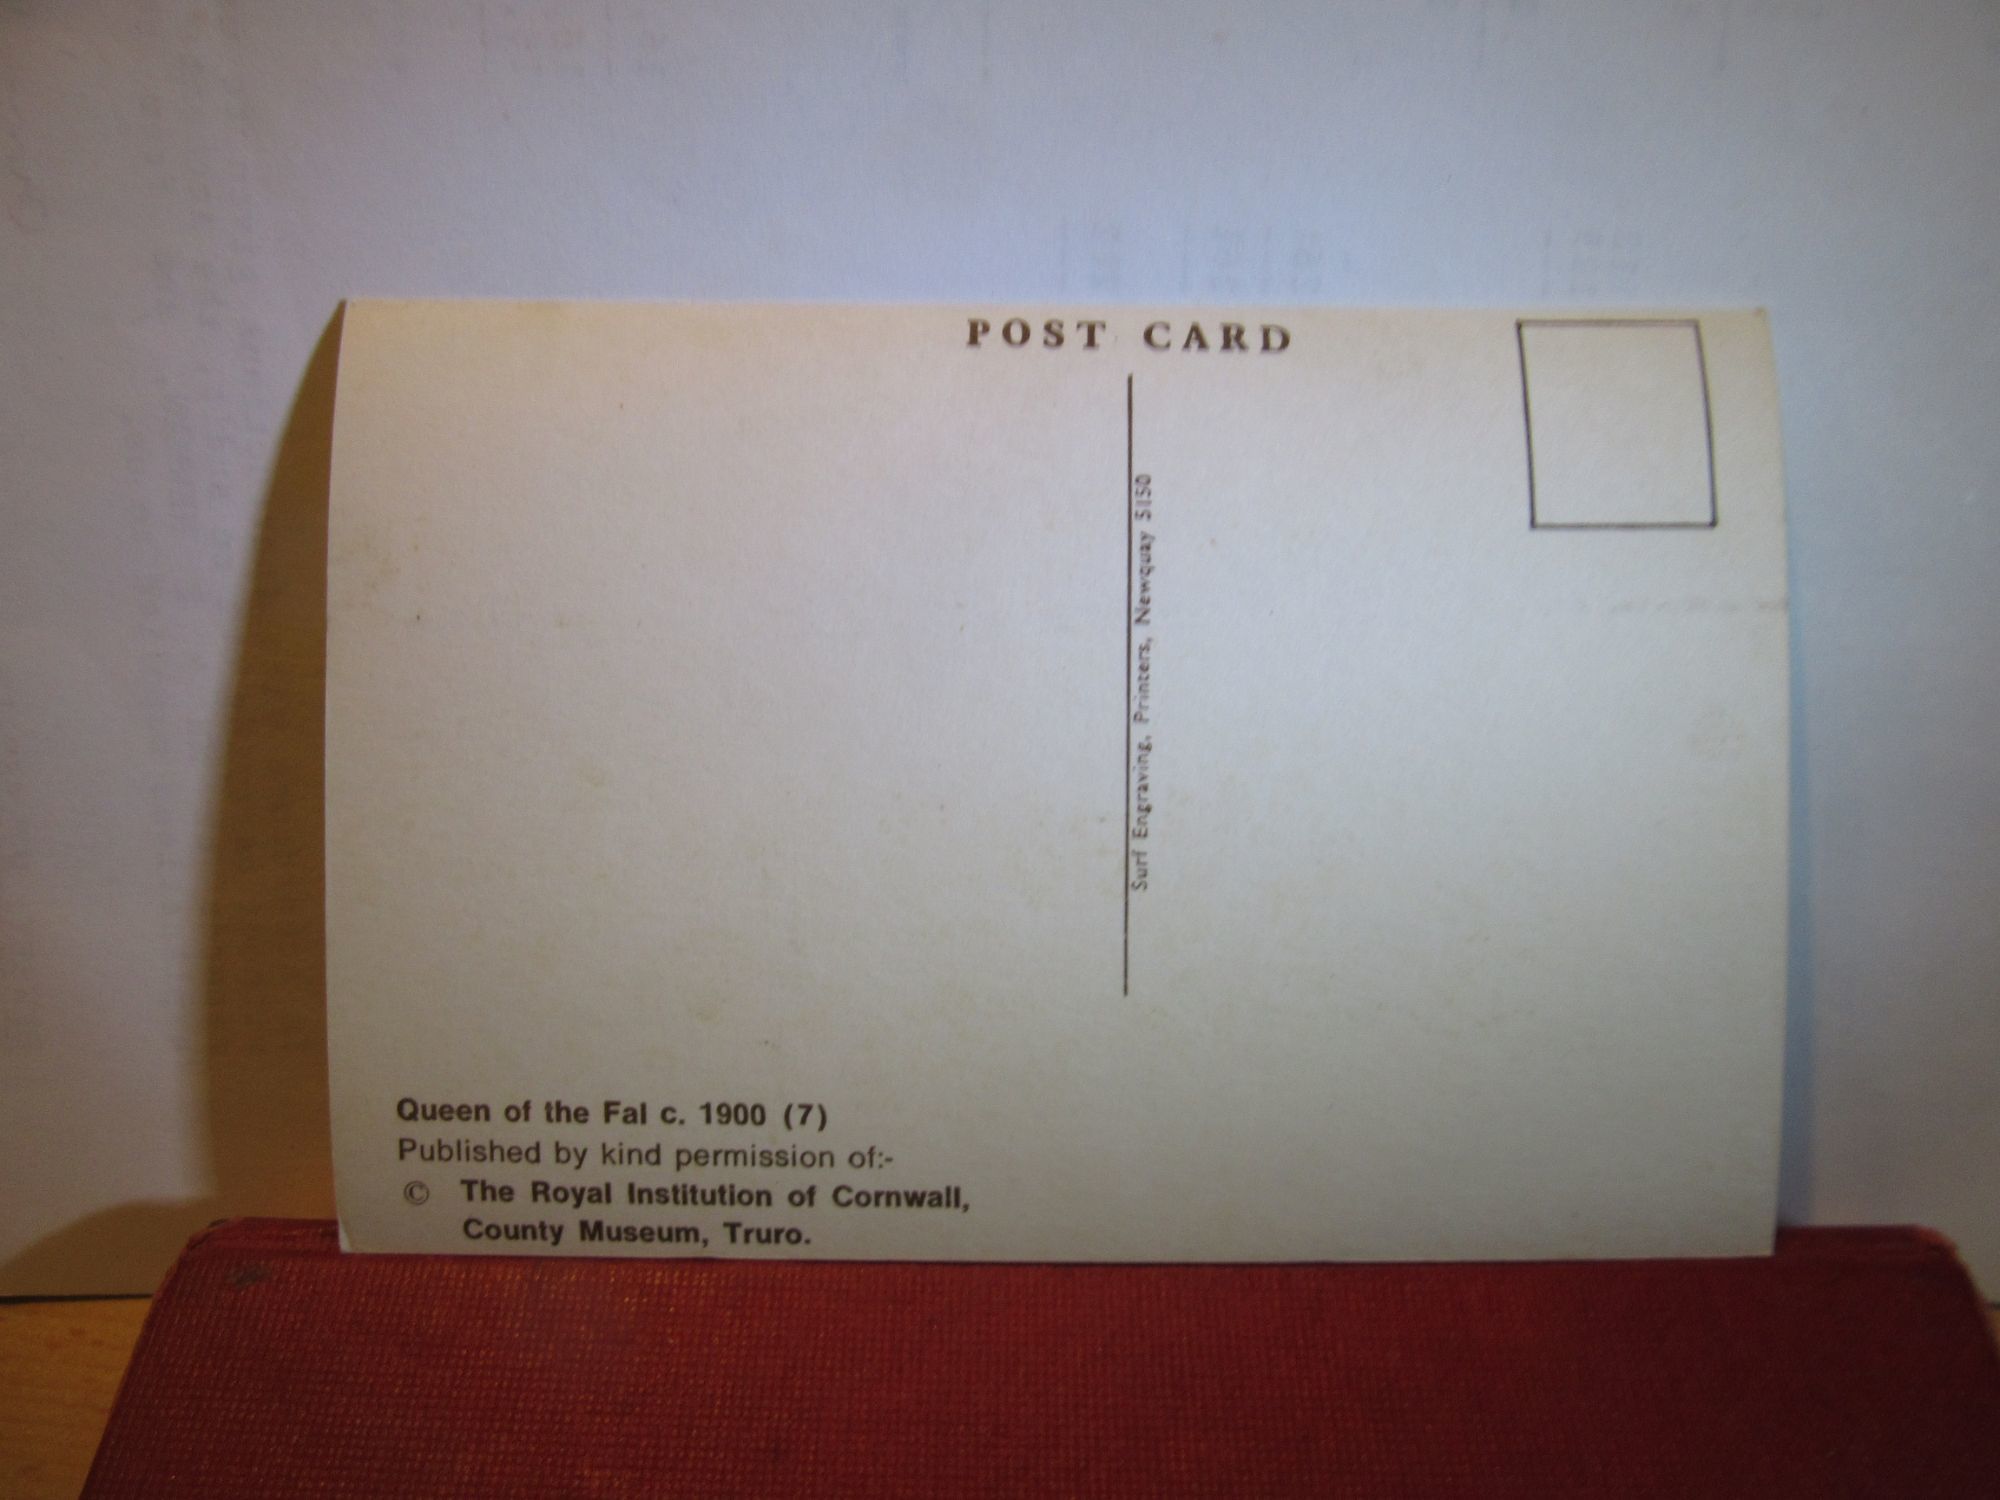 POST CARD
Surf Engraving, Printers, Newquay 5150
Queen of the Fal c. 1900 (7)
Published by kind permission of:-
© The Royal Institution of Cornwall,
County Museum, Truro.